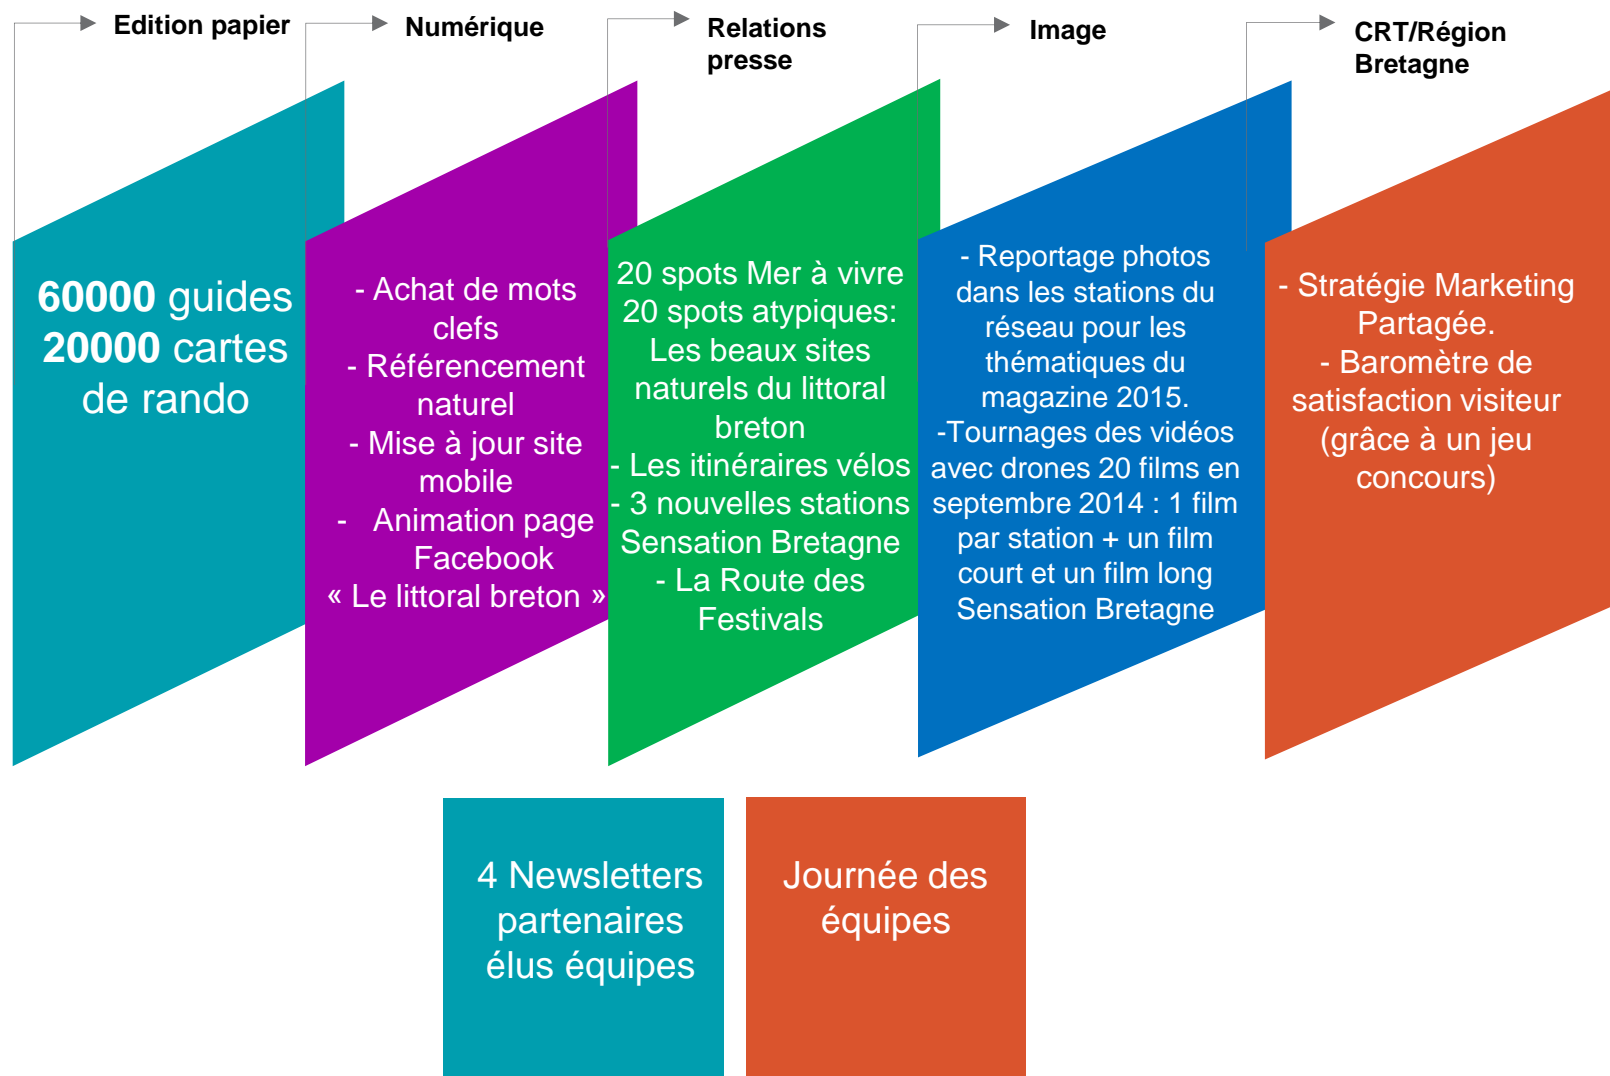 Edition papier
60000 guides
20000 cartes
de rando
Numérique
- Achat de mots
clefs
- Référencement
naturel
- Mise à jour site
mobile
- Animation page
Facebook
« Le littoral breton »
Relations
presse
20 spots Mer à vivre
20 spots atypiques:
Les beaux sites
naturels du littoral
breton
- Les itinéraires vélos
- 3 nouvelles stations
Sensation Bretagne
- La Route des
Festivals
Image
- Reportage photos
dans les stations du
réseau pour les
thématiques du
magazine 2015.
-Tournages des vidéos
avec drones 20 films en
septembre 2014 : 1 film
par station + un film
court et un film long
Sensation Bretagne
CRT/Région
Bretagne
- Stratégie Marketing
Partagée.
- Baromètre de
satisfaction visiteur
(grâce à un jeu
concours)
4 Newsletters
partenaires
élus équipes
Journée des
équipes